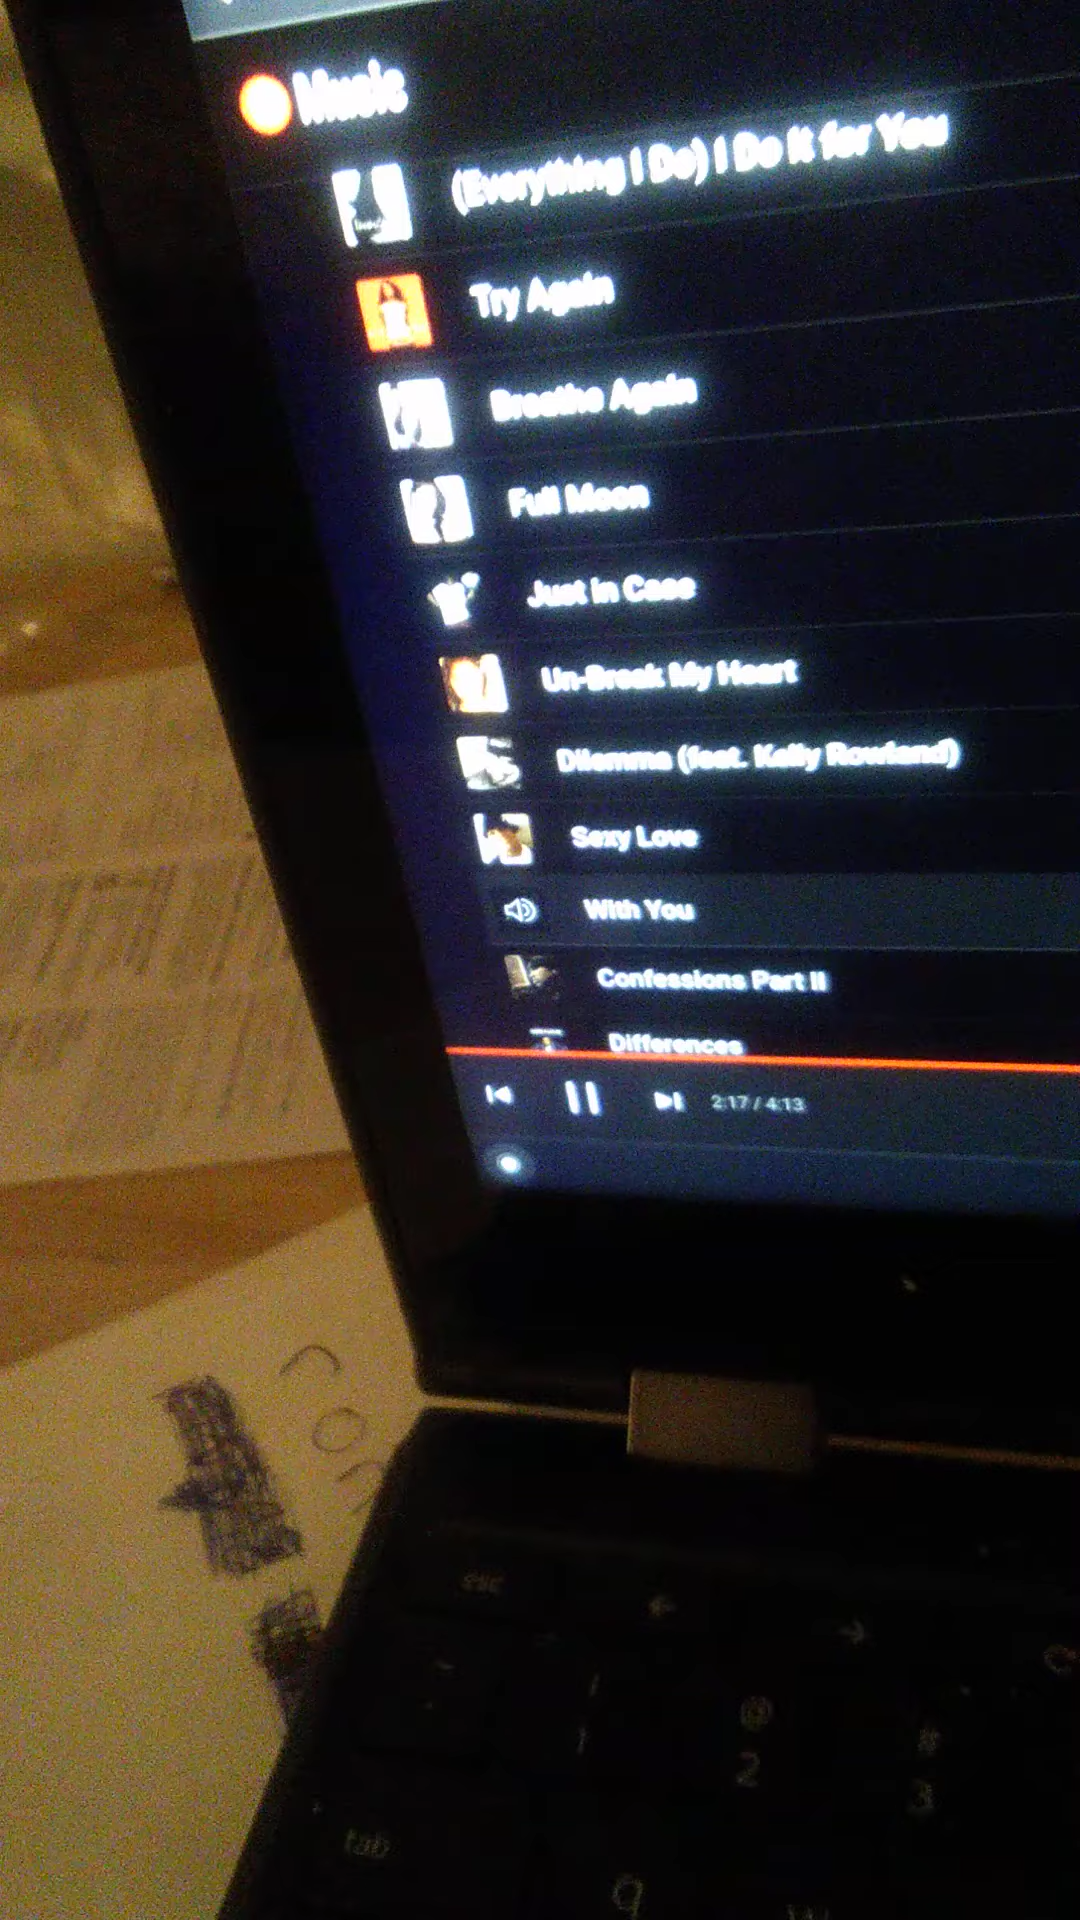 Music
(Everything I Do) I Do It for You
Try Again
Breathe Again
Full Moon
Just In Case
Un-Break My Heart
Dilemma (feat. Kelly Rowland)
Sexy Love
With You
Confessions Part II
Differences
2:17 / 4:13
esc
@
2
#
3
1
tab
q